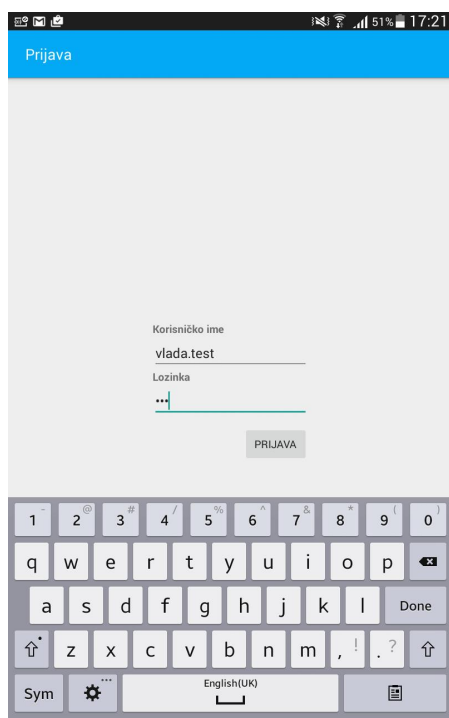 51% 17:21
Prijava
Korisničko ime
vlada.test
Lozinka
•••
PRIJAVA
- @ # / % ^ & * ( )
1 2 3 4 5 6 7 8 9 0
q w e r t y u i o p
a s d f g h j k l Done
z x c v b n m , ! . ?
Sym ... English(UK)